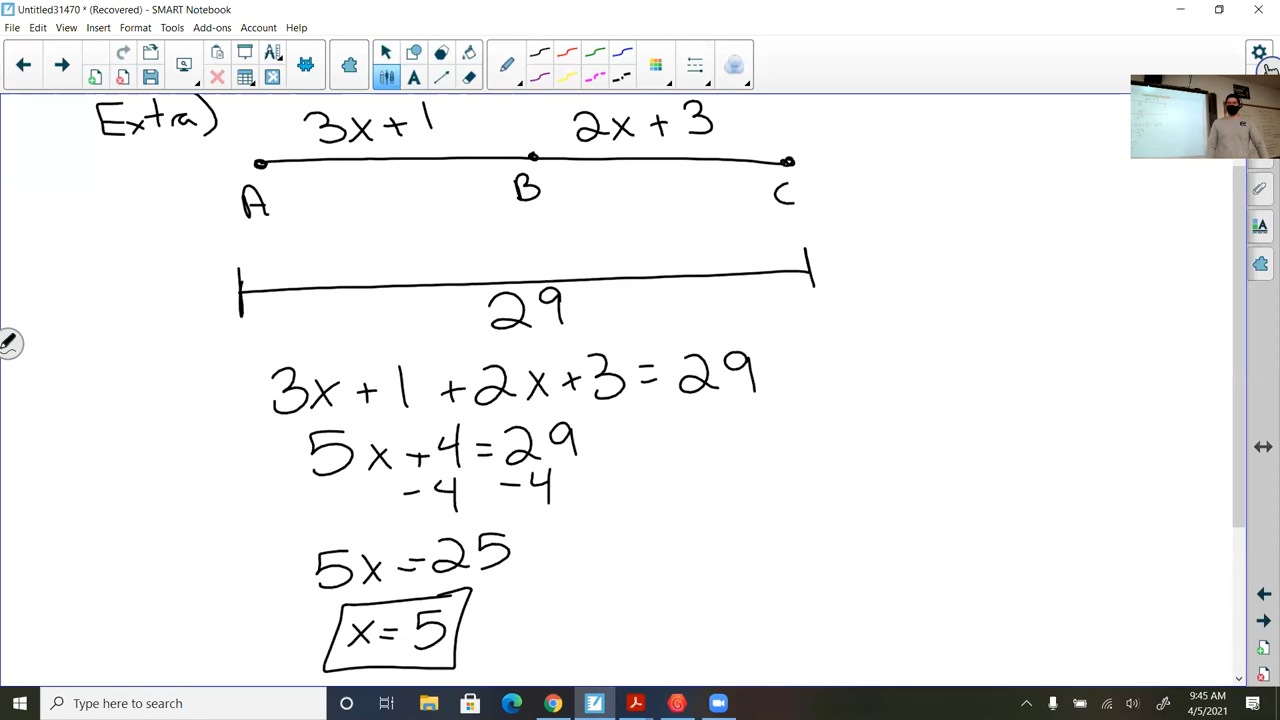 Untitled31470 * (Recovered) - SMART Notebook
File Edit View Insert Format Tools Add-ons Account Help
Extra)
3x+1 2x + 3
A B C
29
3x + 1 + 2x + 3 = 29
5x + 4 = 29
- 4 - 4
5x = 25
x = 5
Type here to search
9:45 AM
4/5/2021